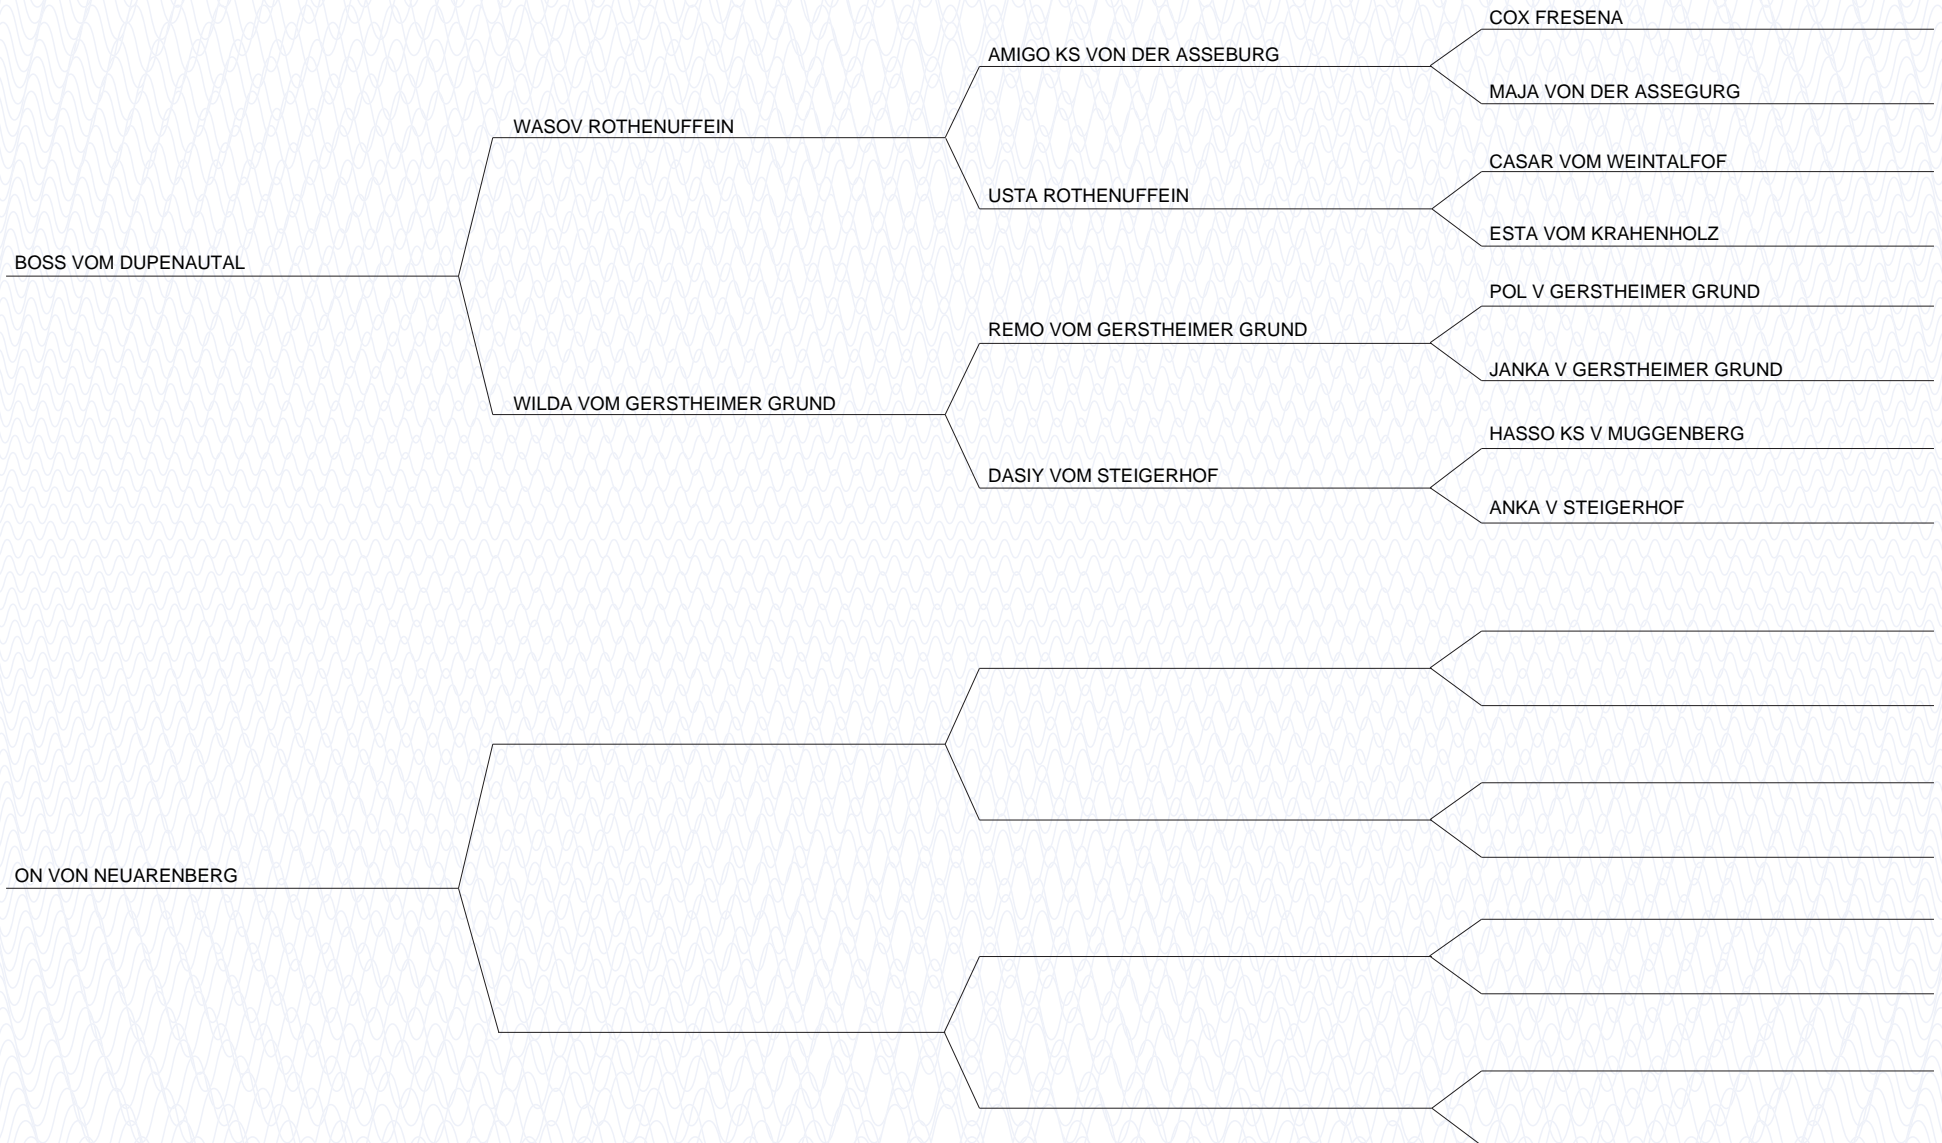 COX FRESENA
AMIGO KS VON DER ASSEBURG
MAJA VON DER ASSEGURG
WASOV ROTHENUFFEIN
CASAR VOM WEINTALFOF
USTA ROTHENUFFEIN
ESTA VOM KRAHENHOLZ
BOSS VOM DUPENAUTAL
POL V GERSTHEIMER GRUND
REMO VOM GERSTHEIMER GRUND
JANKA V GERSTHEIMER GRUND
WILDA VOM GERSTHEIMER GRUND
HASSO KS V MUGGENBERG
DASIY VOM STEIGERHOF
ANKA V STEIGERHOF
ON VON NEUARENBERG